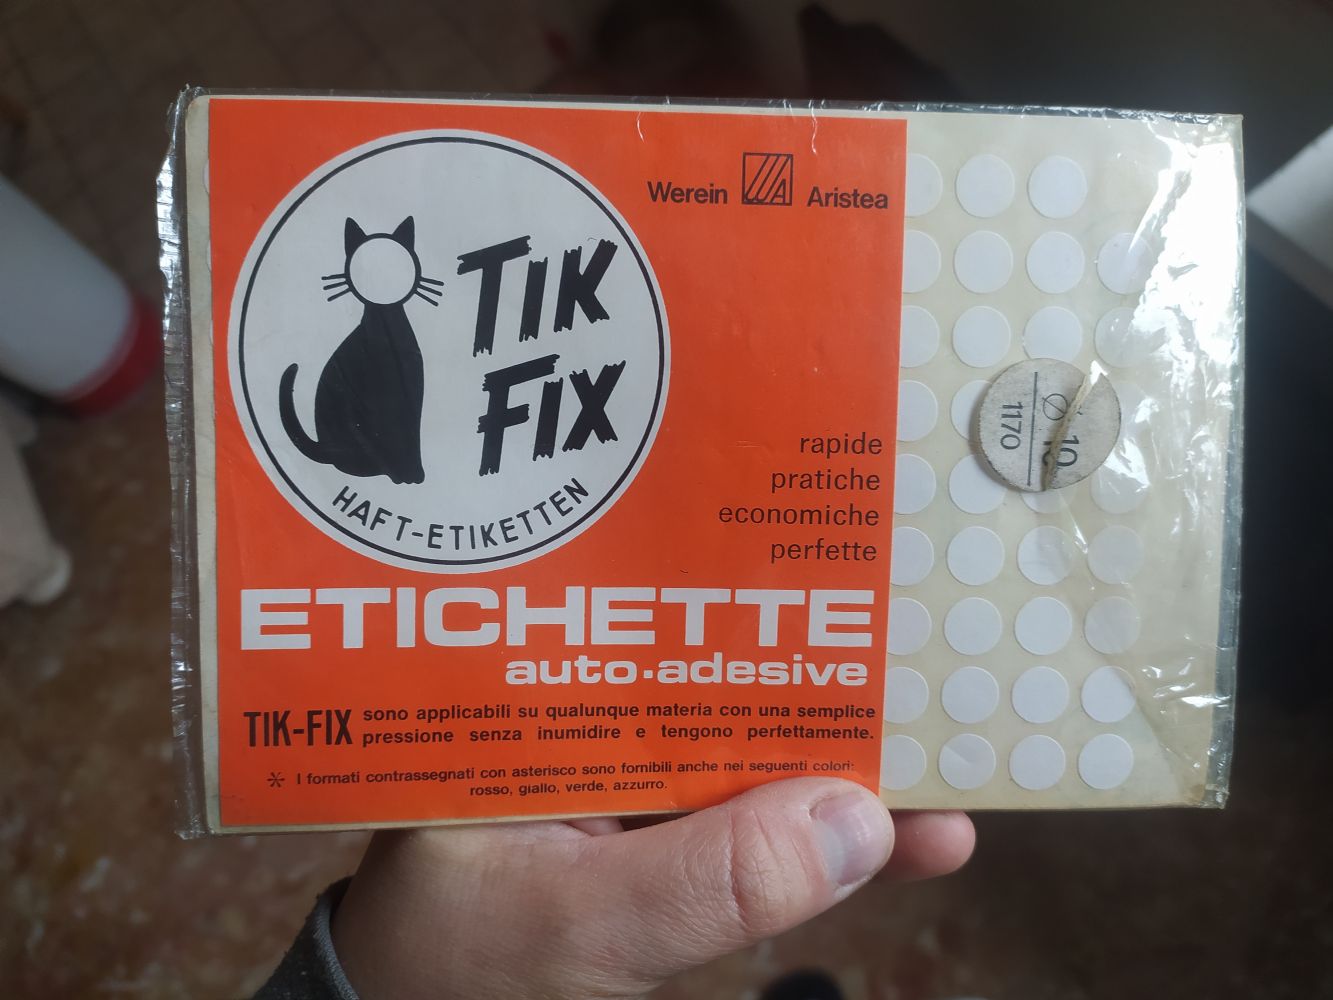 Werein Aristea
TIK
FIX
HAFT-ETIKETTEN
rapide
pratiche
economiche
perfette
ETICHETTE
auto-adesive
TIK-FIX sono applicabili su qualunque materia con una semplice
pressione senza inumidire e tengono perfettamente.
* I formati contrassegnati con asterisco sono fornibili anche nei seguenti colori:
rosso, giallo, verde, azzurro.
Ø 10
1170